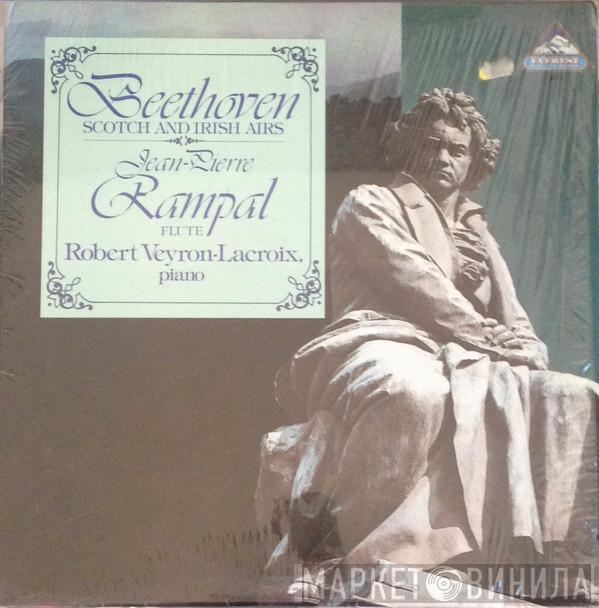 Beethoven
SCOTCH AND IRISH AIRS
Jean-Pierre
Rampal
FLUTE
Robert Veyron-Lacroix,
piano
EVEREST
МАРКЕТ ВИНИЛА